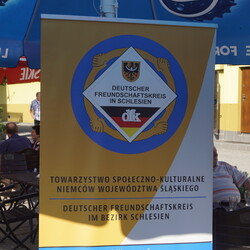 DEUTSCHER
FREUNDSCHAFTSKREIS
IN SCHLESIEN
dfk
TOWARZYSTWO SPOŁECZNO-KULTURALNE
NIEMCÓW WOJEWÓDZTWA ŚLĄSKIEGO
DEUTSCHER FREUNDSCHAFTSKREIS
IM BEZIRK SCHLESIEN